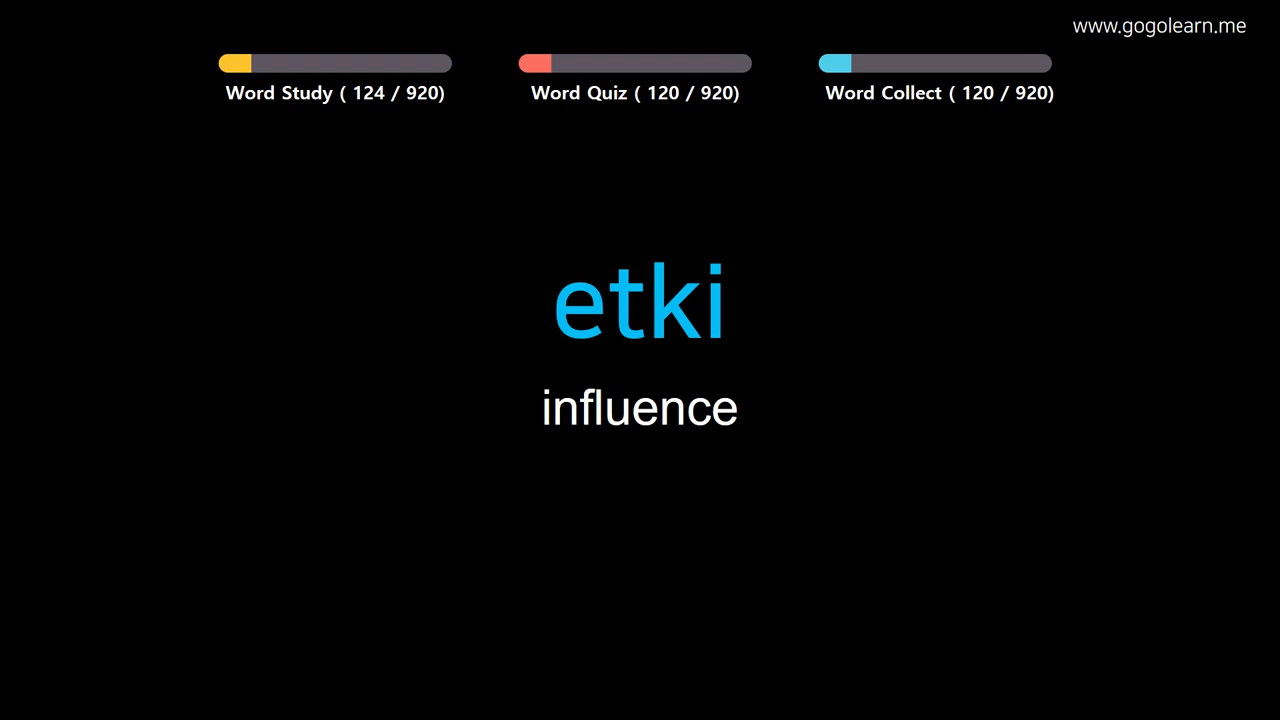 www.gogolearn.me
Word Study ( 124 / 920)
Word Quiz ( 120 / 920)
Word Collect ( 120 / 920)
etki
influence